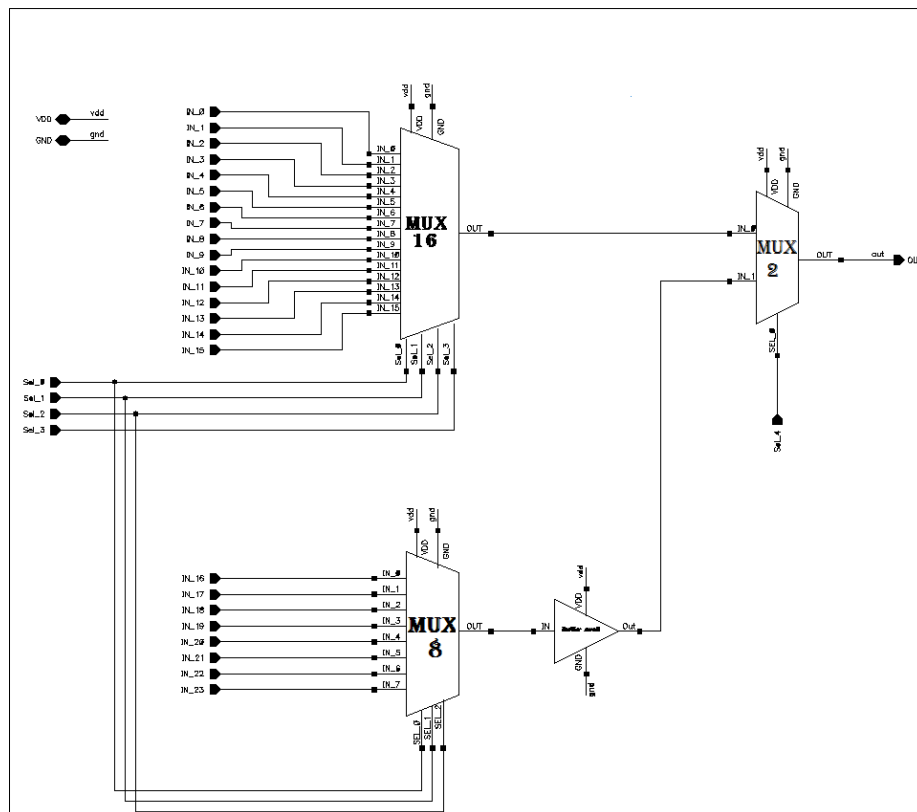 VDD vdd
GND gnd
IN_0
IN_1
IN_2
IN_3
IN_4
IN_5
IN_6
IN_7
IN_8
IN_9
IN_10
IN_11
IN_12
IN_13
IN_14
IN_15
vdd
gnd
VDD
GND
IN_0
IN_1
IN_2
IN_3
IN_4
IN_5
IN_6
IN_7
IN_8
IN_9
IN_10
IN_11
IN_12
IN_13
IN_14
IN_15
MUX
16
OUT
Sel_0
Sel_1
Sel_2
Sel_3
Sel_0
Sel_1
Sel_2
Sel_3
vdd
gnd
VDD
GND
IN_0
IN_1
MUX
2
OUT
out
SEL_0
Sel_4
IN_16
IN_17
IN_18
IN_19
IN_20
IN_21
IN_22
IN_23
vdd
gnd
VDD
GND
IN_0
IN_1
IN_2
IN_3
IN_4
IN_5
IN_6
IN_7
MUX
8
OUT
SEL_0
SEL_1
SEL_2
IN
vdd
VDD
GND
gnd
Out